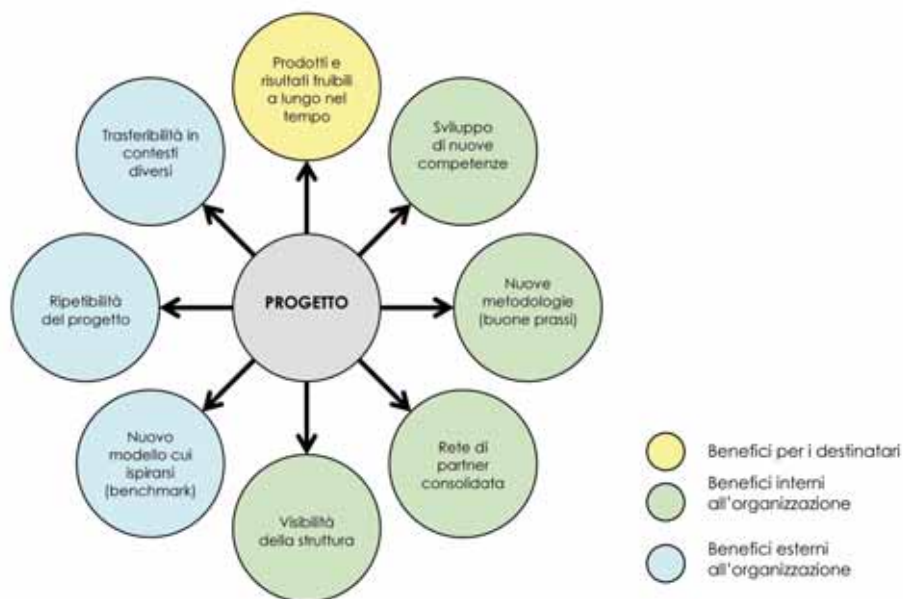 Prodotti e
risultati fruibili
a lungo nel
tempo
Sviluppo
di nuove
competenze
Nuove
metodologie
(buone prassi)
Rete di
partner
consolidata
Visibilità
della struttura
Nuovo
modello cui
ispirarsi
(benchmark)
Ripetibilità
del progetto
Trasferibilità in
contesti
diversi
PROGETTO
Benefici per i destinatari
Benefici interni
all'organizzazione
Benefici esterni
all'organizzazione